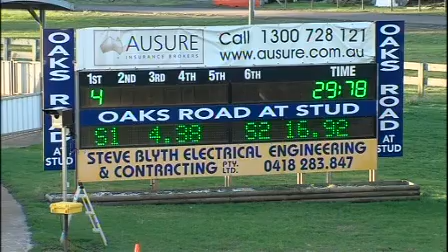 AUSURE
INSURANCE BROKERS
Call 1300 728 121
www.ausure.com.au
1ST 2ND 3RD 4TH 5TH 6TH TIME
4 29:78
OAKS ROAD AT STUD
OAKS ROAD AT STUD
S1 4.38 S2 16.92
STEVE BLYTH ELECTRICAL ENGINEERING
& CONTRACTING PTY. LTD. 0418 283.847
OAKS ROAD AT STUD